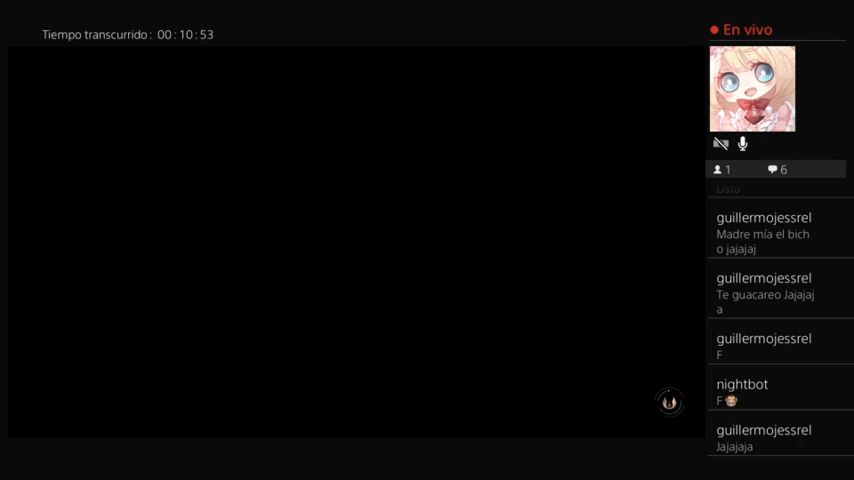 Tiempo transcurrido: 00:10:53
En vivo
1 6
Listo
guillermojessrel
Madre mía el bich
o jajajaj
guillermojessrel
Te guacareo Jajajaj
a
guillermojessrel
F
nightbot
F
guillermojessrel
Jajajaja